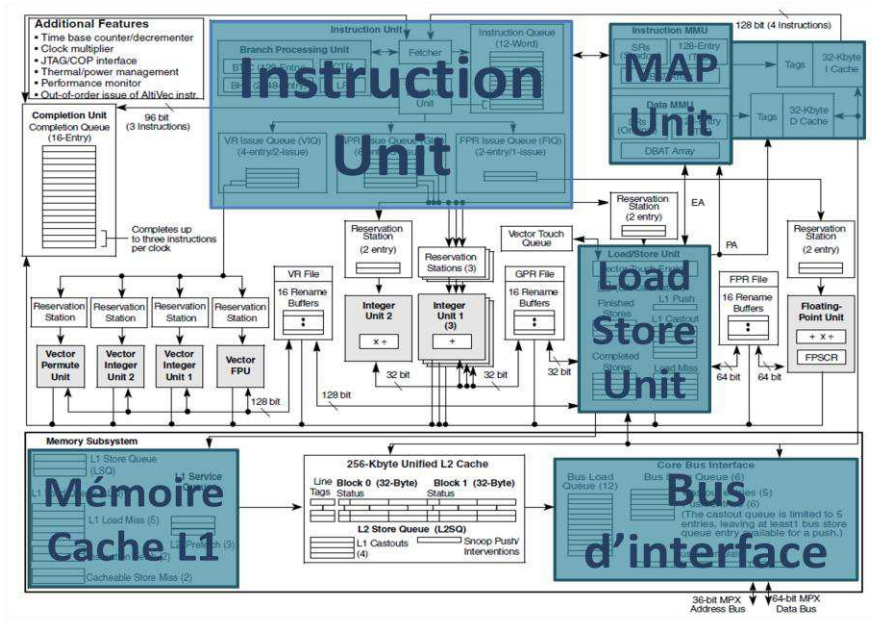 Additional Features
• Time base counter/decrementer
• Clock multiplier
• JTAG/COP interface
• Thermal/power management
• Performance monitor
• Out-of-order issue of AltiVec instr.
Instruction Unit
Branch Processing Unit
Fetcher
Instruction Queue
(12-Word)
Instruction
Unit
Instruction MMU
SRs
128-Entry
Data MMU
SRs
DBAT Array
MAP
Unit
128 bit (4 Instructions)
Tags
32-Kbyte
I Cache
Tags
32-Kbyte
D Cache
96 bit
(3 Instructions)
Completion Unit
Completion Queue
(16-Entry)
Completes up
to three instructions
per clock
VR Issue Queue (VIQ)
(4-entry/2-issue)
GPR Issue Queue
FPR Issue Queue (FIQ)
(2-entry/1-issue)
EA
PA
Reservation
Station
(2 entry)
Reservation
Stations (3)
Reservation
Station
(2 entry)
Vector Touch
Queue
Reservation
Station
(2 entry)
VR File
16 Rename
Buffers
Integer
Unit 2
x ÷
Integer
Unit 1
(3)
+
GPR File
16 Rename
Buffers
Load/Store Unit
Finished
Stores
L1 Push
L1 Castout
Completed
Stores
Load Miss
Load
Store
Unit
FPR File
16 Rename
Buffers
Floating-
Point Unit
+ x ÷
FPSCR
Reservation
Station
Reservation
Station
Reservation
Station
Reservation
Station
Vector
Permute
Unit
Vector
Integer
Unit 2
Vector
Integer
Unit 1
Vector
FPU
128 bit
128 bit
32 bit
32 bit
32 bit
64 bit
64 bit
Memory Subsystem
L1 Store Queue
(LSQ)
L1 Service
L1 Load Miss (5)
Cacheable Store Miss (2)
Mémoire
Cache L1
256-Kbyte Unified L2 Cache
Line
Tags
Block 0 (32-Byte)
Status
Block 1 (32-Byte)
Status
L2 Store Queue (L2SQ)
L1 Castouts
(4)
Snoop Push/
Interventions
Core Bus Interface
Bus Load
Queue (12)
Queue (6)
(The castout queue is limited to 5
entries, leaving at least1 bus store
queue entry available for a push.)
Bus
d'interface
36-bit MPX
Address Bus
64-bit MPX
Data Bus